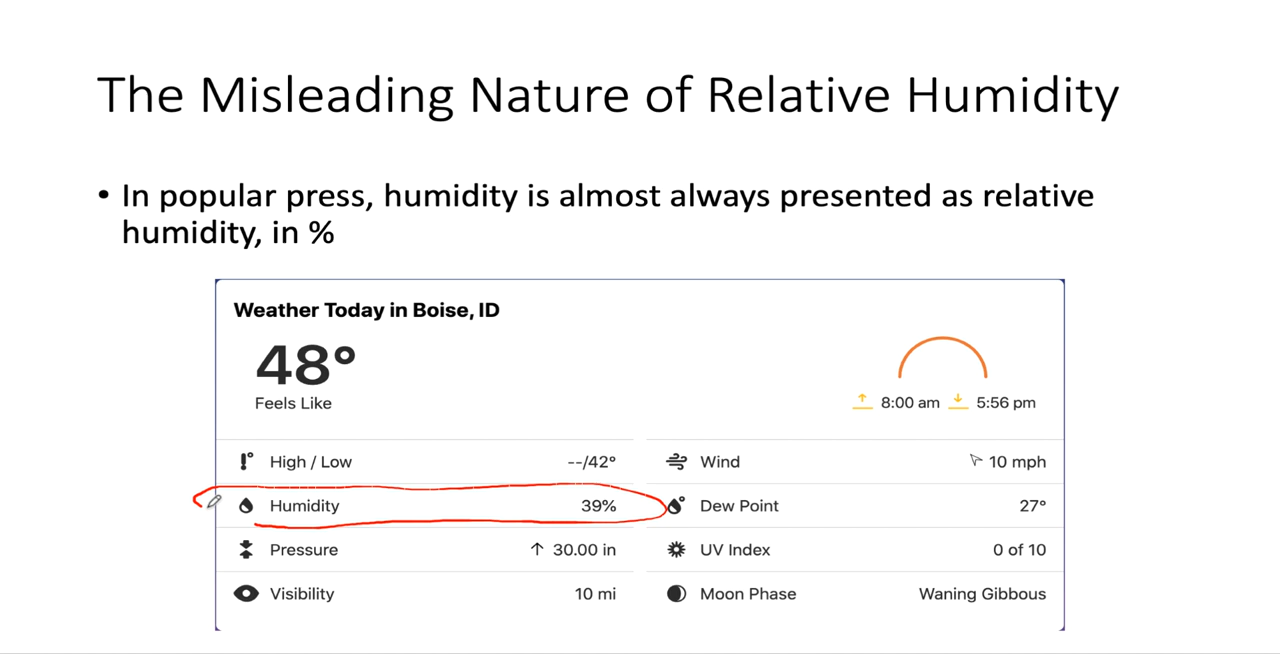 The Misleading Nature of Relative Humidity
• In popular press, humidity is almost always presented as relative
humidity, in %
Weather Today in Boise, ID
48°
Feels Like
8:00 am 5:56 pm
High / Low --/42°
Wind 10 mph
Humidity 39%
Dew Point 27°
Pressure ↑ 30.00 in
UV Index 0 of 10
Visibility 10 mi
Moon Phase Waning Gibbous